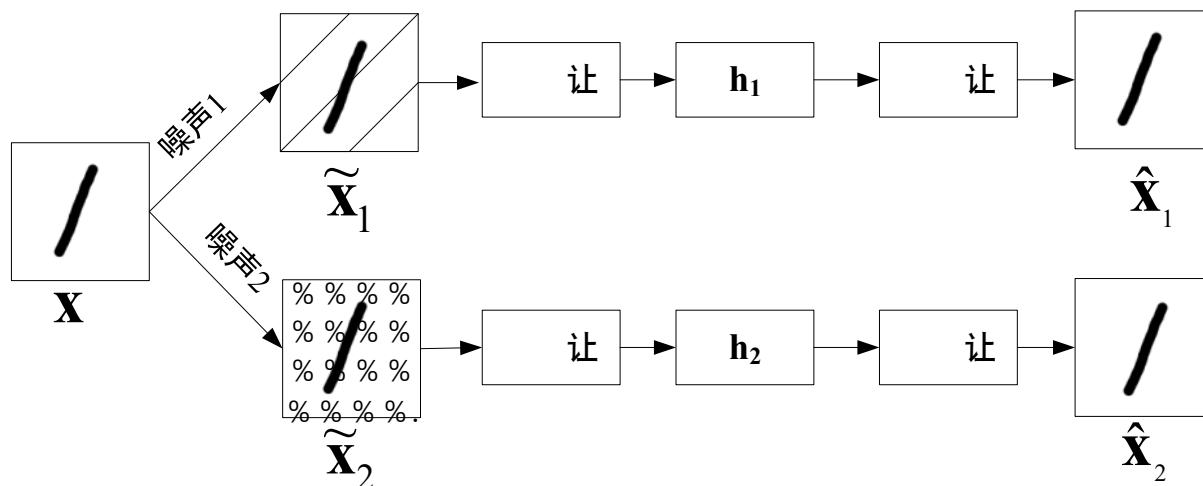 噪声1
x̃₁
让
h₁
让
x̂₁
x
噪声2
% % % %
% % % %
% % % %
% % % %.
x̃₂
让
h₂
让
x̂₂